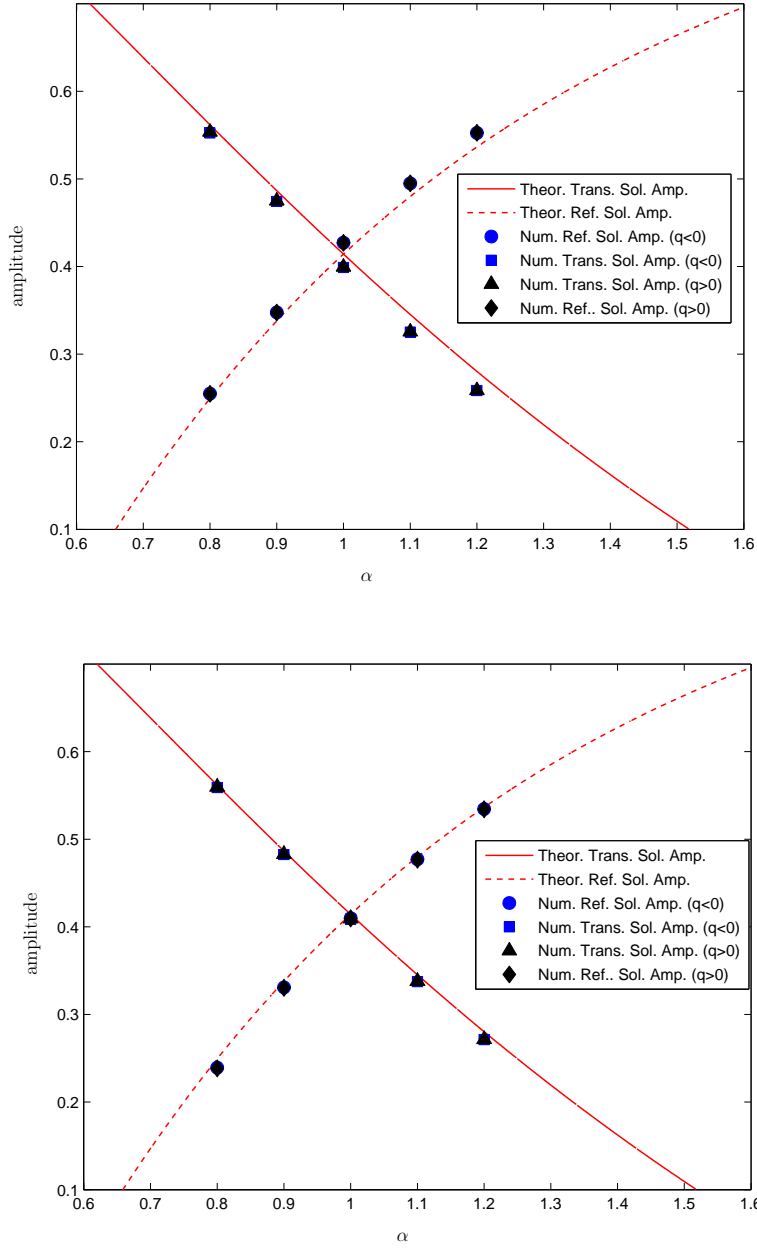 0.6
0.5
0.4
0.3
0.2
0.1
amplitude
0.6 0.7 0.8 0.9 1 1.1 1.2 1.3 1.4 1.5 1.6
α
Theor. Trans. Sol. Amp.
Theor. Ref. Sol. Amp.
Num. Ref. Sol. Amp. (q<0)
Num. Trans. Sol. Amp. (q<0)
Num. Trans. Sol. Amp. (q>0)
Num. Ref.. Sol. Amp. (q>0)
0.6
0.5
0.4
0.3
0.2
0.1
amplitude
0.6 0.7 0.8 0.9 1 1.1 1.2 1.3 1.4 1.5 1.6
α
Theor. Trans. Sol. Amp.
Theor. Ref. Sol. Amp.
Num. Ref. Sol. Amp. (q<0)
Num. Trans. Sol. Amp. (q<0)
Num. Trans. Sol. Amp. (q>0)
Num. Ref.. Sol. Amp. (q>0)